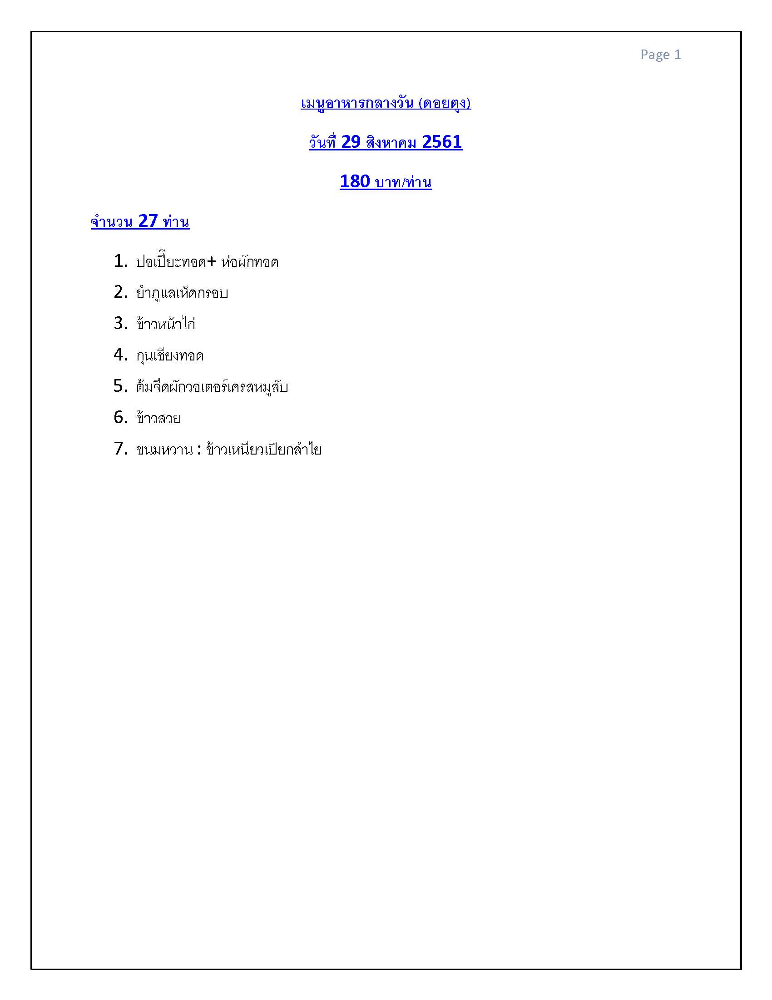 Page 1
เมนูอาหารกลางวัน (ดอยตุง)
วันที่ 29 สิงหาคม 2561
180 บาท/ท่าน
จำนวน 27 ท่าน
1. ปอเปี๊ยะทอด+ ห่อผักทอด
2. ยำภูแลเห็ดกรอบ
3. ข้าวหน้าไก่
4. กุนเชียงทอด
5. ต้มจืดผักวอเตอร์เครสหมูสับ
6. ข้าวสวย
7. ขนมหวาน : ข้าวเหนียวเปียกลำไย